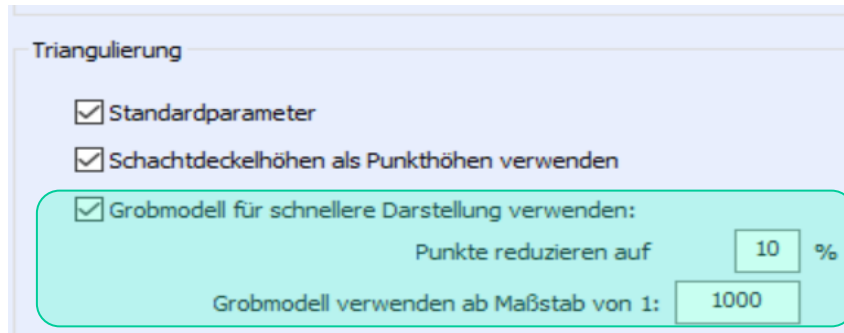 Triangulierung
Standardparameter
Schachtdeckelhöhen als Punkthöhen verwenden
Grobmodell für schnellere Darstellung verwenden:
Punkte reduzieren auf 10 %
Grobmodell verwenden ab Maßstab von 1: 1000